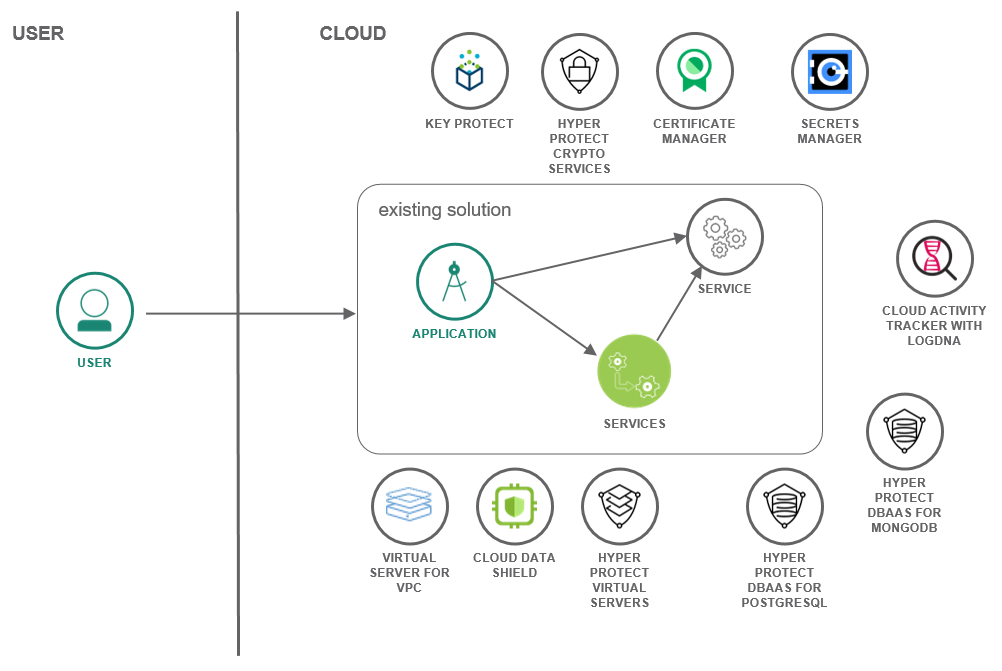 USER
CLOUD
KEY PROTECT
HYPER
PROTECT
CRYPTO
SERVICES
CERTIFICATE
MANAGER
SECRETS
MANAGER
existing solution
SERVICE
APPLICATION
USER
SERVICES
CLOUD ACTIVITY
TRACKER WITH
LOGDNA
HYPER
PROTECT
DBAAS FOR
MONGODB
VIRTUAL
SERVER FOR
VPC
CLOUD DATA
SHIELD
HYPER
PROTECT
VIRTUAL
SERVERS
HYPER
PROTECT
DBAAS FOR
POSTGRESQL